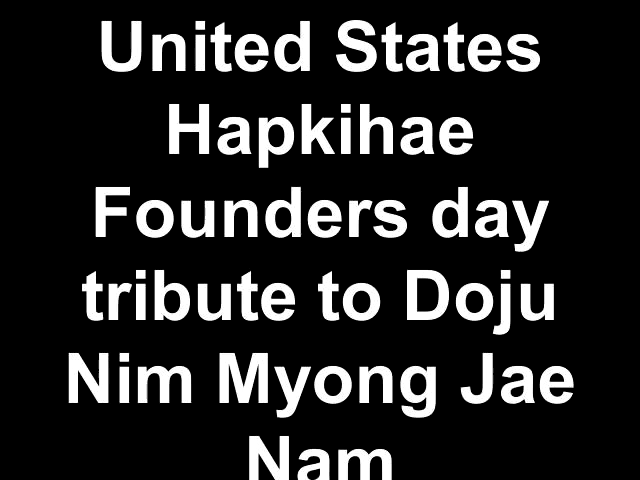 United States
Hapkihae
Founders day
tribute to Doju
Nim Myong Jae
Nam